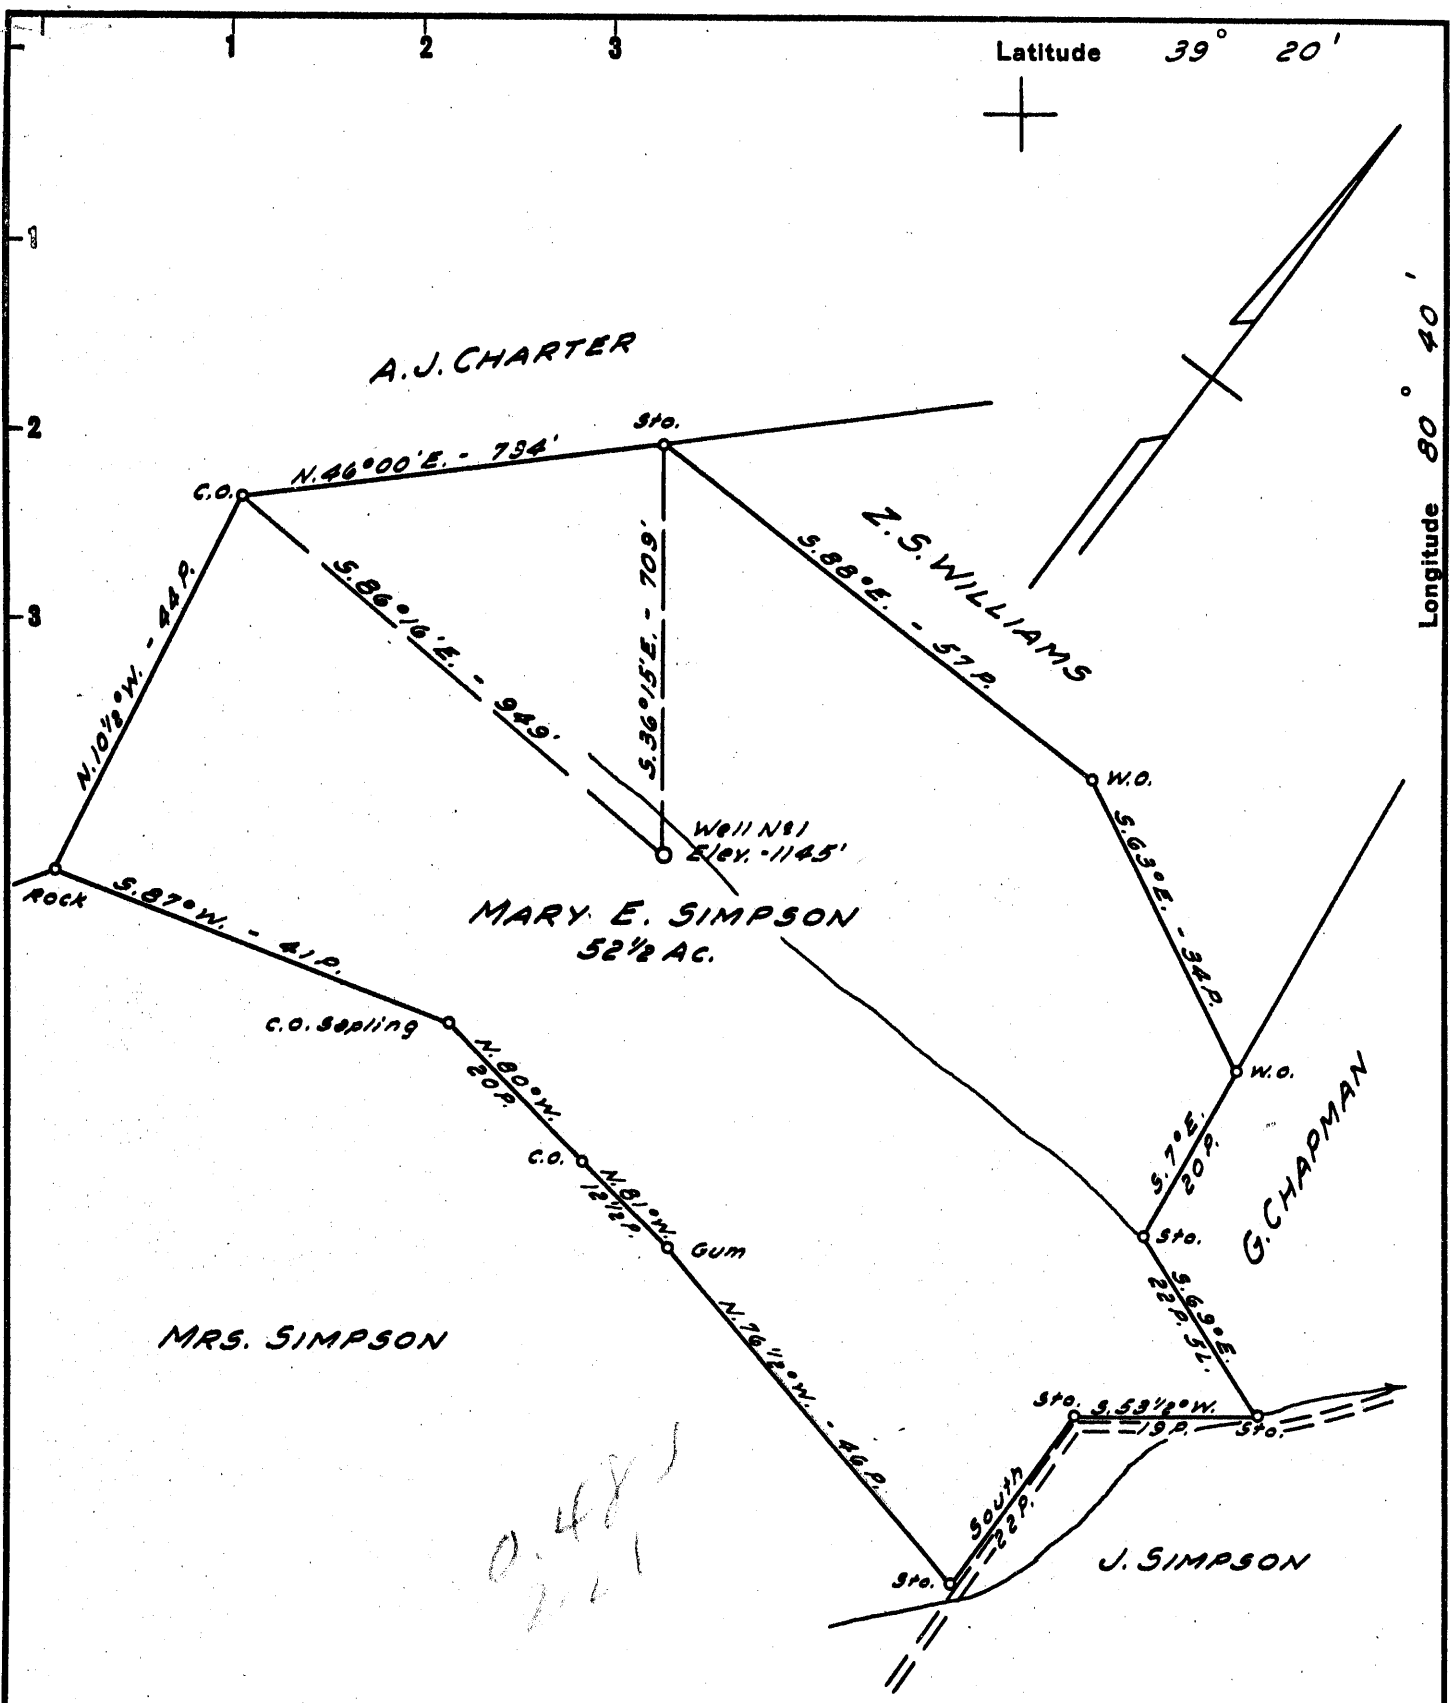 1 2 3
Latitude 39° 20'
1
2
3
Longitude 80° 40'
A.J. CHARTER
Sto.
N.46°00'E. - 734'
C.O.
Z.S. WILLIAMS
S.88°E. - 57P.
S.36°15'E. - 709'
S.86°16'E. - 949'
N.10½°W. - 44P.
W.O.
Well No 1
Elev. - 1145'
Rock
S.87°W. - 41P.
MARY E. SIMPSON
52½ AC.
S.63°E. - 34P.
C.O. Sapling
N.80°W.
20P.
W.O.
C.O.
N.81°W.
12½P.
S.7°E.
20P.
G. CHAPMAN
Gum
Sto.
S.69°E.
22P. 5L.
MRS. SIMPSON
N.76½°W. - 46P.
Sto.
S.53½°W.
19P.
Sto.
South
22P.
J. SIMPSON
Sto.
0.48